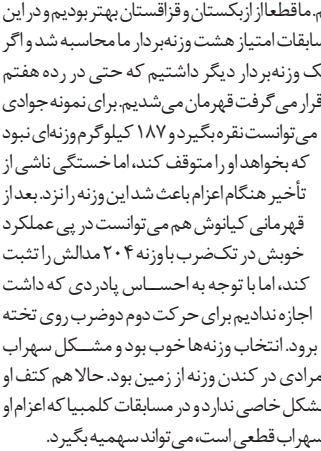 م. ما قطعا از ازبکستان و قزاقستان بهتر بودیم و در این
سابقات امتیاز هشت وزنه‌بردار ما محاسبه شد و اگر
ک وزنه‌بردار دیگر داشتیم که حتی در رده هفتم
قرار می‌گرفت قهرمان می‌شدیم. برای نمونه جوادی
می‌توانست نقره بگیرد و ۱۸۷ کیلوگرم وزنه‌ای نبود
که بخواهد او را متوقف کند، اما خستگی ناشی از
تأخیر هنگام اعزام باعث شد این وزنه را نزد. بعد از
قهرمانی کیانوش هم می‌توانست در پی عملکرد
خوبش در تک‌ضرب با وزنه ۲۰۴ مدالش را تثبت
کند، اما با توجه به احساس پادردی که داشت
اجازه ندادیم برای حرکت دوم دوضرب روی تخته
برود. انتخاب وزنه‌ها خوب بود و مشکل سهراب
مرادی در کندن وزنه از زمین بود. حالا هم کتف او
شکل خاصی ندارد و در مسابقات کلمبیا که اعزام او
سهراب قطعی است، می‌تواند سهمیه بگیرد.